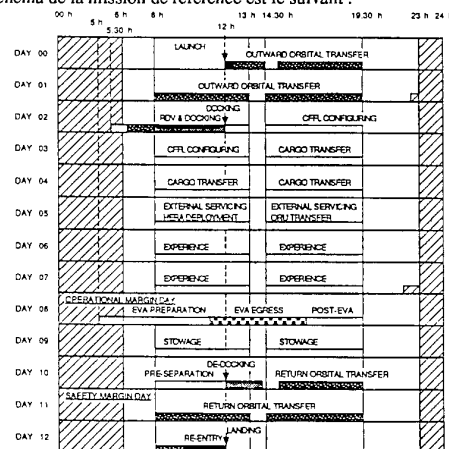 schéma de la mission de référence est le suivant :
00 h 5 h 6 h 8 h 12 h 13 h 14.30 h 19.30 h 23 h 24
5.30 h
DAY 00 LAUNCH OUTWARD ORBITAL TRANSFER
DAY 01 OUTWARD ORBITAL TRANSFER
DOCKING
DAY 02 RDV & DOCKING CFFL CONFIGURING
DAY 03 CFFL CONFIGURING CARGO TRANSFER
DAY 04 CARGO TRANSFER CARGO TRANSFER
DAY 05 EXTERNAL SERVICING EXTERNAL SERVICING
HERA DEPLOYMENT ORU TRANSFER
DAY 06 EXPERIENCE EXPERIENCE
DAY 07 EXPERIENCE EXPERIENCE
OPERATIONAL MARGIN DAY
DAY 08 EVA PREPARATION EVA EGRESS POST-EVA
DAY 09 STOWAGE STOWAGE
DE-DOCKING
DAY 10 PRE-SEPARATION RETURN ORBITAL TRANSFER
SAFETY MARGIN DAY
DAY 11 RETURN ORBITAL TRANSFER
LANDING
DAY 12 RE-ENTRY